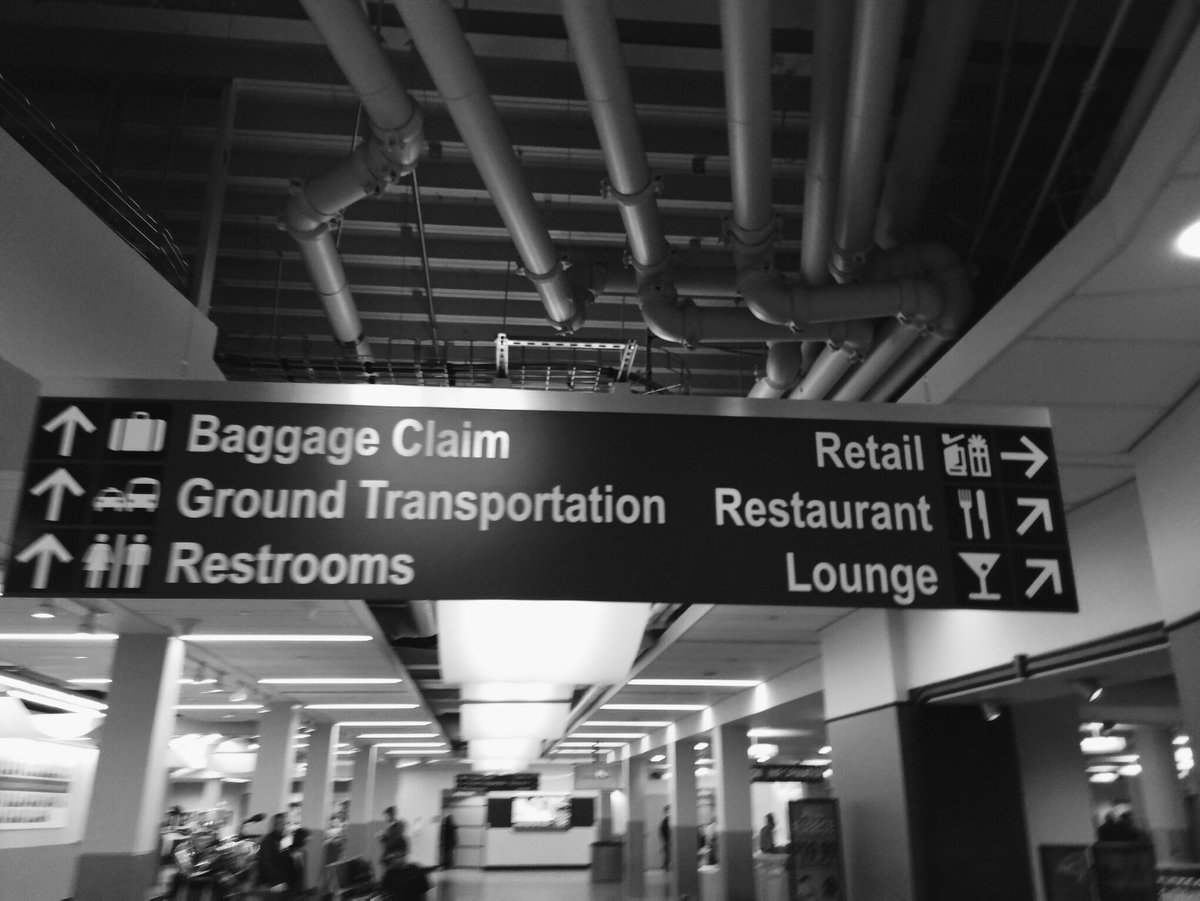 Baggage Claim
Ground Transportation
Restrooms
Retail
Restaurant
Lounge